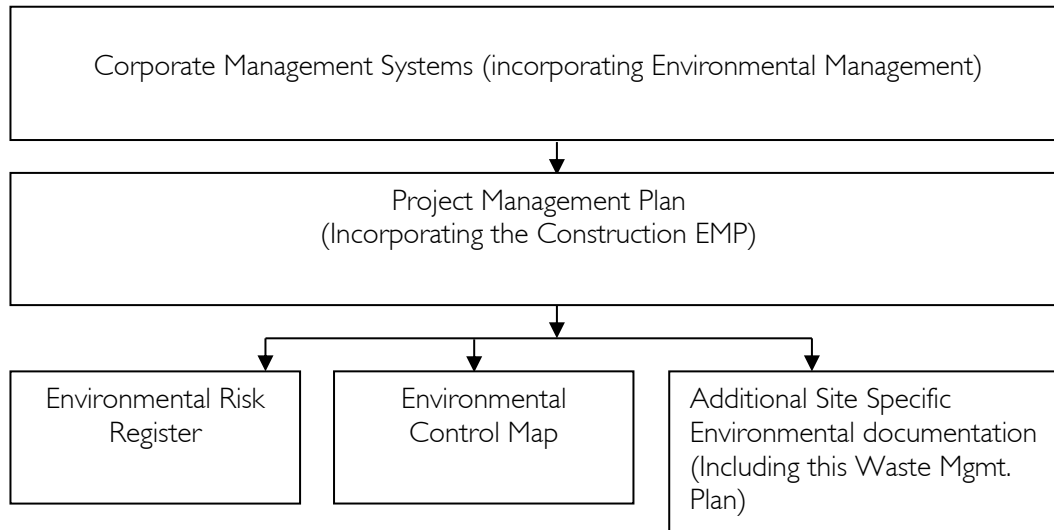 Corporate Management Systems (incorporating Environmental Management)
Project Management Plan
(Incorporating the Construction EMP)
Environmental Risk
Register
Environmental
Control Map
Additional Site Specific
Environmental documentation
(Including this Waste Mgmt.
Plan)